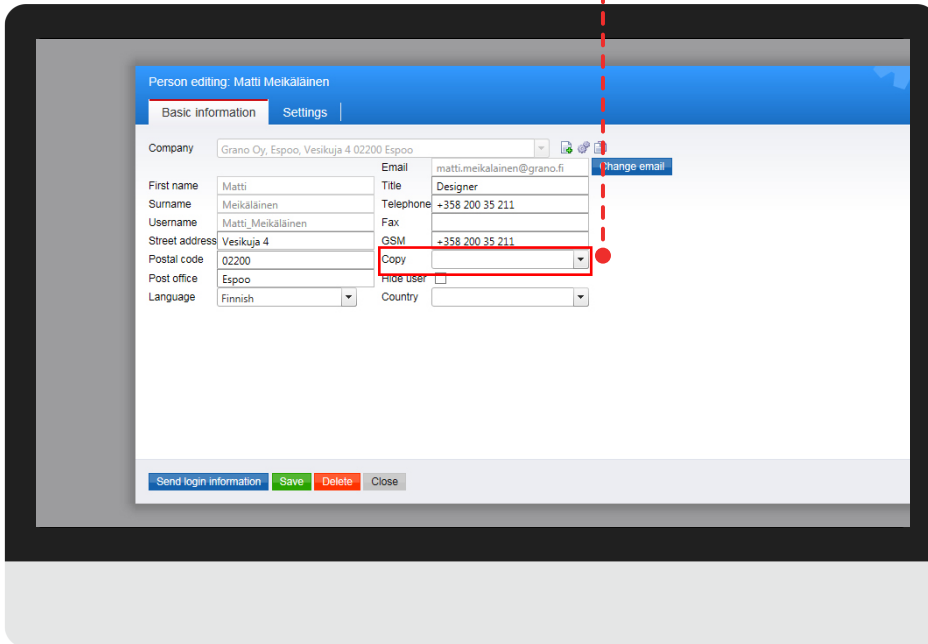 Person editing: Matti Meikäläinen
Basic information Settings
Company Grano Oy, Espoo, Vesikuja 4 02200 Espoo
Email matti.meikalainen@grano.fi Change email
First name Matti Title Designer
Surname Meikäläinen Telephone +358 200 35 211
Username Matti_Meikäläinen Fax
Street address Vesikuja 4 GSM +358 200 35 211
Postal code 02200 Copy
Post office Espoo Hide user
Language Finnish Country
Send login information Save Delete Close